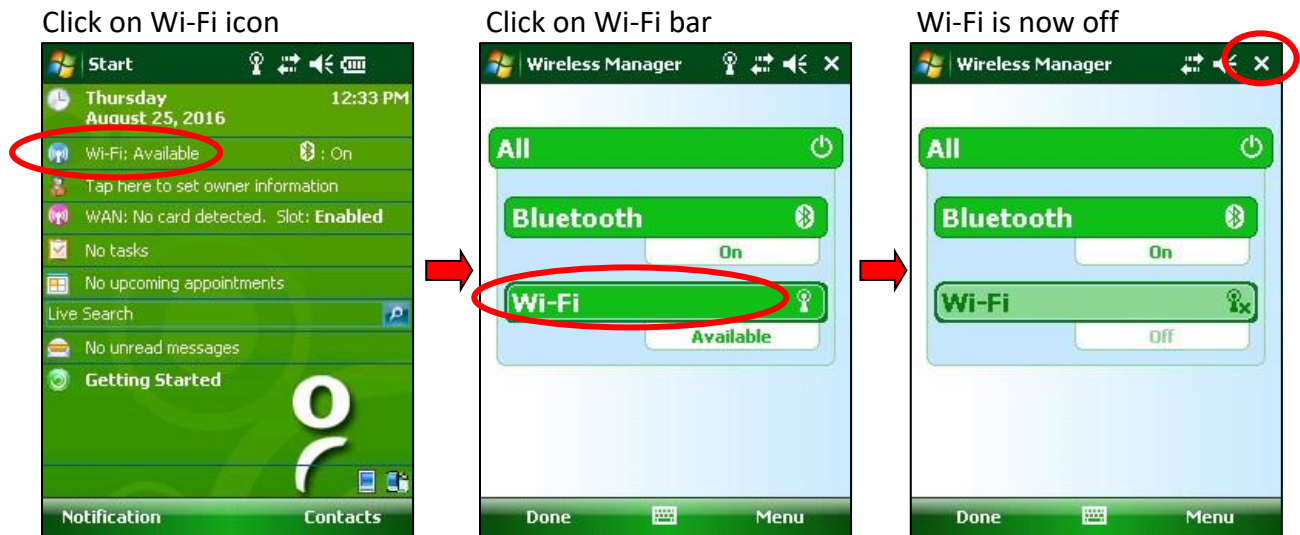 Click on Wi-Fi icon
Start
Thursday 12:33 PM
August 25, 2016
Wi-Fi: Available : On
Tap here to set owner information
WAN: No card detected. Slot: Enabled
No tasks
No upcoming appointments
Live Search
No unread messages
Getting Started
Notification Contacts
Click on Wi-Fi bar
Wireless Manager
All
Bluetooth
On
Wi-Fi
Available
Done Menu
Wi-Fi is now off
Wireless Manager
All
Bluetooth
On
Wi-Fi
Off
Done Menu